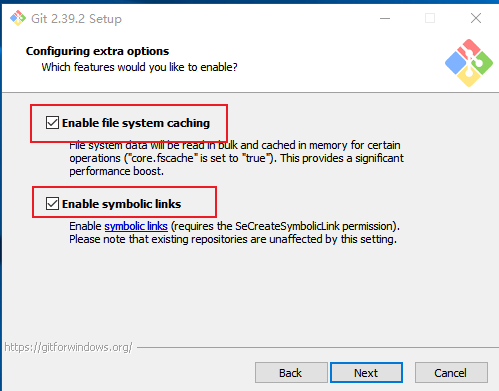 Git 2.39.2 Setup
Configuring extra options
Which features would you like to enable?
Enable file system caching
File system data will be read in bulk and cached in memory for certain
operations ("core.fscache" is set to "true"). This provides a significant
performance boost.
Enable symbolic links
Enable symbolic links (requires the SeCreateSymbolicLink permission).
Please note that existing repositories are unaffected by this setting.
https://gitforwindows.org/
Back Next Cancel